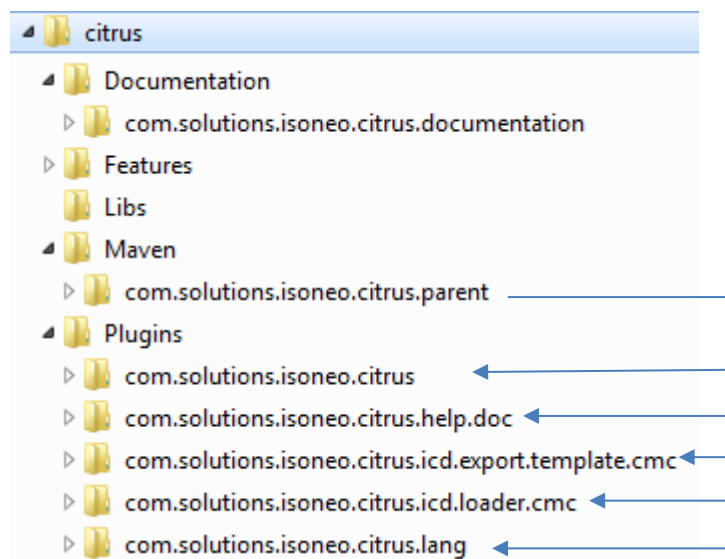 citrus
Documentation
com.solutions.isoneo.citrus.documentation
Features
Libs
Maven
com.solutions.isoneo.citrus.parent
Plugins
com.solutions.isoneo.citrus
com.solutions.isoneo.citrus.help.doc
com.solutions.isoneo.citrus.icd.export.template.cmc
com.solutions.isoneo.citrus.icd.loader.cmc
com.solutions.isoneo.citrus.lang